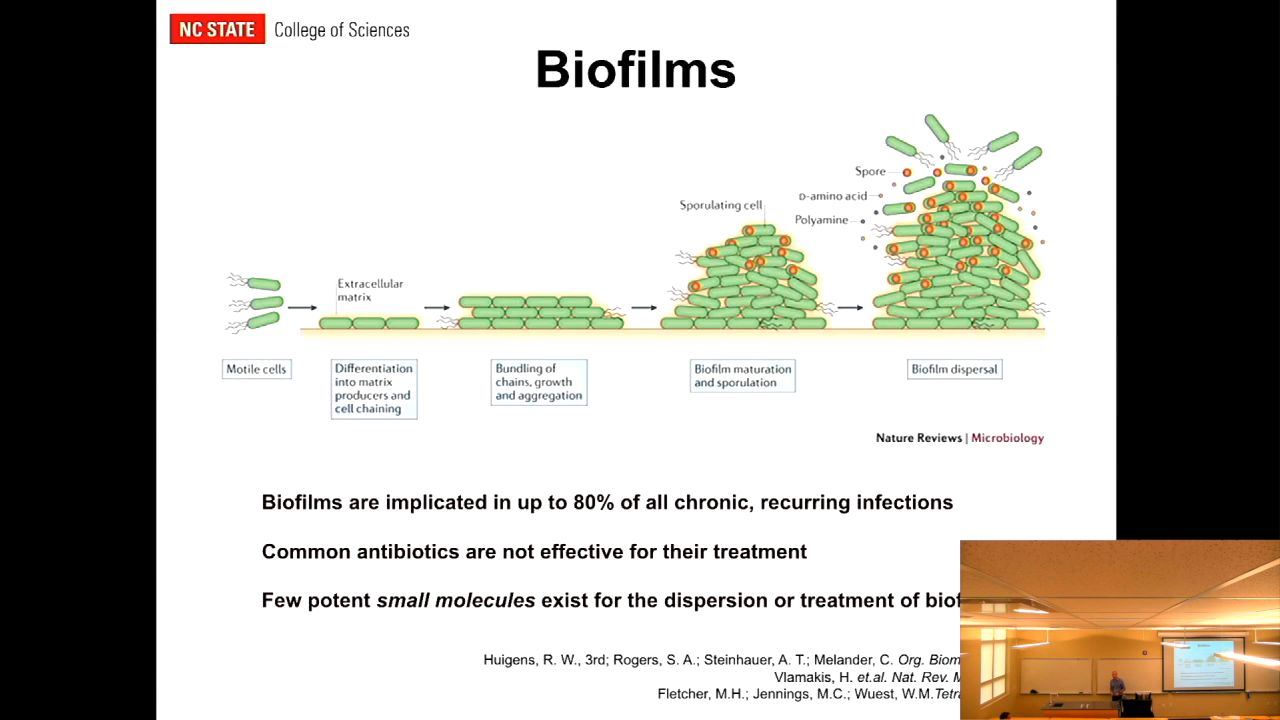 NC STATE College of Sciences
Biofilms
Spore
D-amino acid
Sporulating cell
Polyamine
Extracellular
matrix
Motile cells
Differentiation
into matrix
producers and
cell chaining
Bundling of
chains, growth
and aggregation
Biofilm maturation
and sporulation
Biofilm dispersal
Nature Reviews | Microbiology
Biofilms are implicated in up to 80% of all chronic, recurring infections
Common antibiotics are not effective for their treatment
Few potent small molecules exist for the dispersion or treatment of
Huigens, R. W., 3rd; Rogers, S. A.; Steinhauer, A. T.; Melander, C. Org.
Vlamakis, H. et.al. Nat. Rev.
Fletcher, M.H.; Jennings, M.C.; Wuest, W.M.